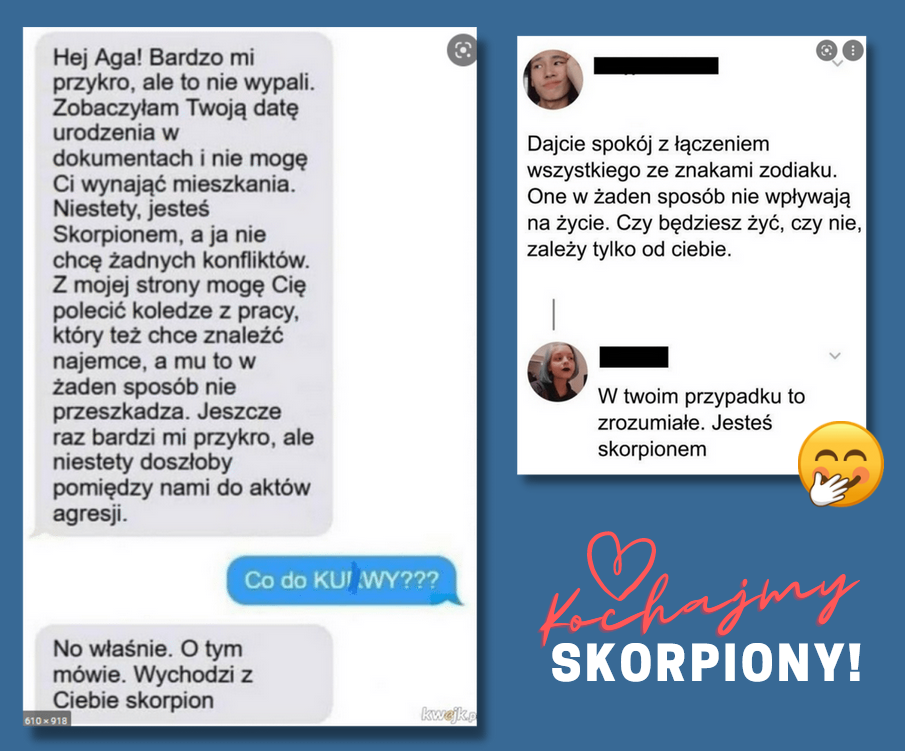 Hej Aga! Bardzo mi
przykro, ale to nie wypali.
Zobaczyłam Twoją datę
urodzenia w
dokumentach i nie mogę
Ci wynająć mieszkania.
Niestety, jesteś
Skorpionem, a ja nie
chcę żadnych konfliktów.
Z mojej strony mogę Cię
polecić koledze z pracy,
który też chce znaleźć
najemce, a mu to w
żaden sposób nie
przeszkadza. Jeszcze
raz bardzi mi przykro, ale
niestety doszłoby
pomiędzy nami do aktów
agresji.
Co do KURWY???
No właśnie. O tym
mówie. Wychodzi z
Ciebie skorpion
610 × 918
kwejk.p
Dajcie spokój z łączeniem
wszystkiego ze znakami zodiaku.
One w żaden sposób nie wpływają
na życie. Czy będziesz żyć, czy nie,
zależy tylko od ciebie.
W twoim przypadku to
zrozumiałe. Jesteś
skorpionem
Kochajmy
SKORPIONY!